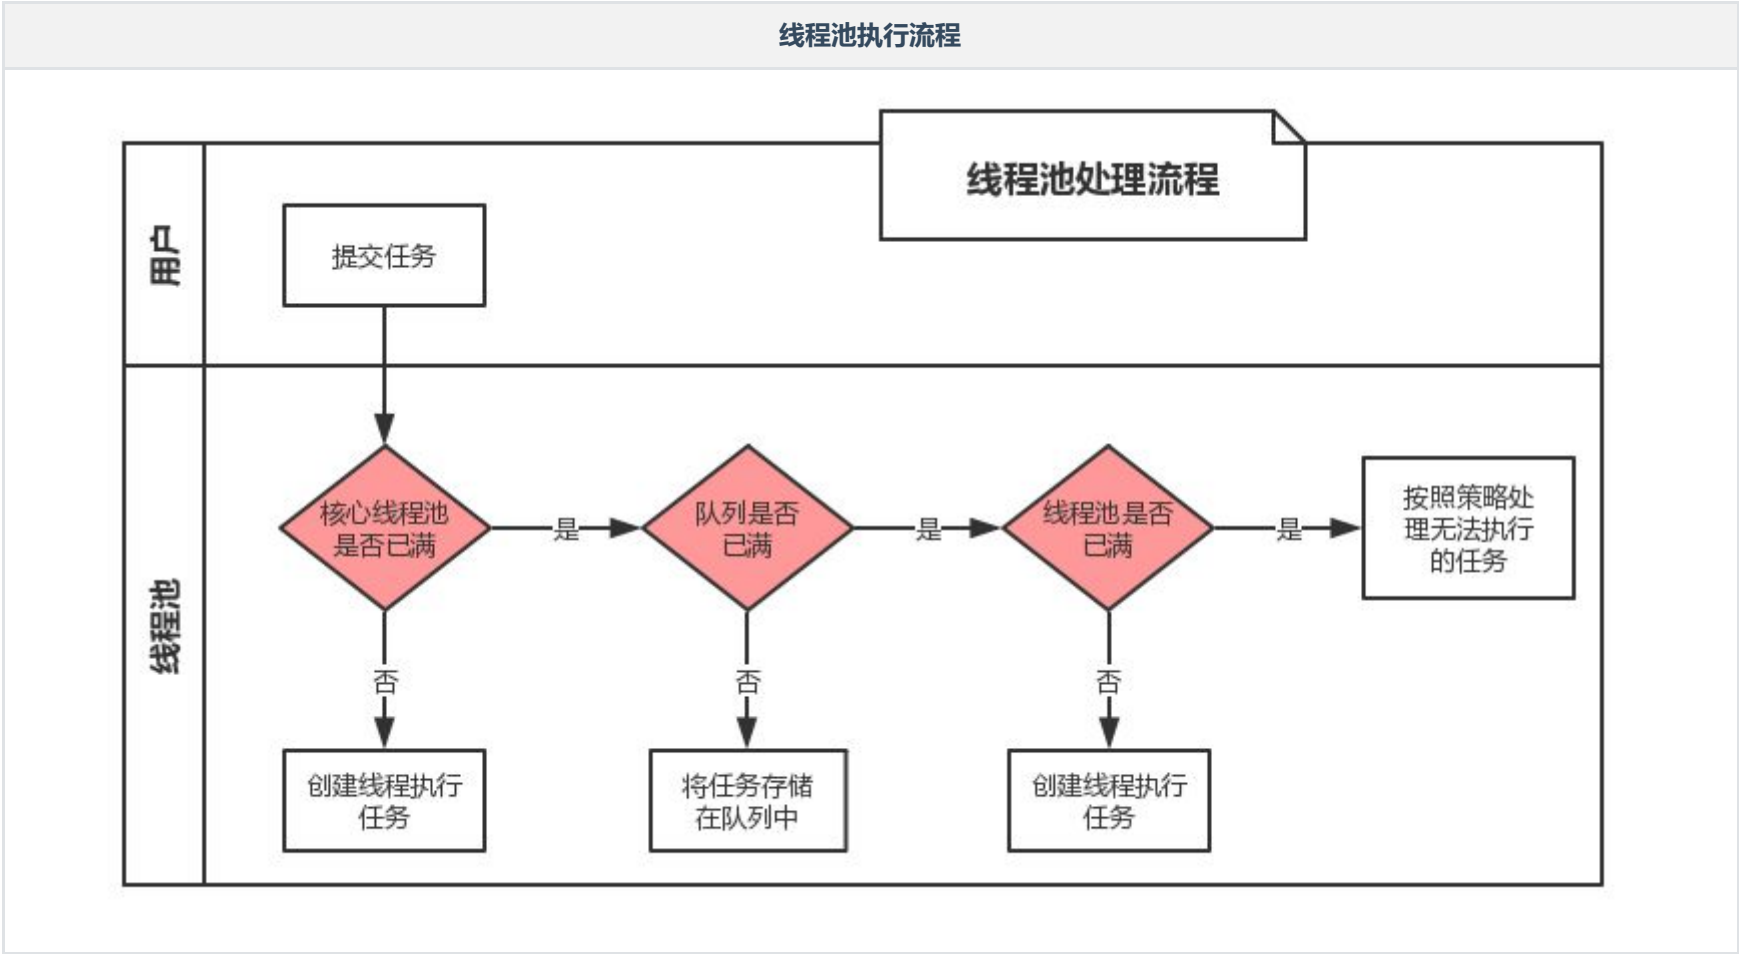 线程池执行流程
线程池处理流程
用户
提交任务
线程池
核心线程池
是否已满
是
队列是否
已满
是
线程池是否
已满
是
按照策略处
理无法执行
的任务
否
否
否
创建线程执行
任务
将任务存储
在队列中
创建线程执行
任务